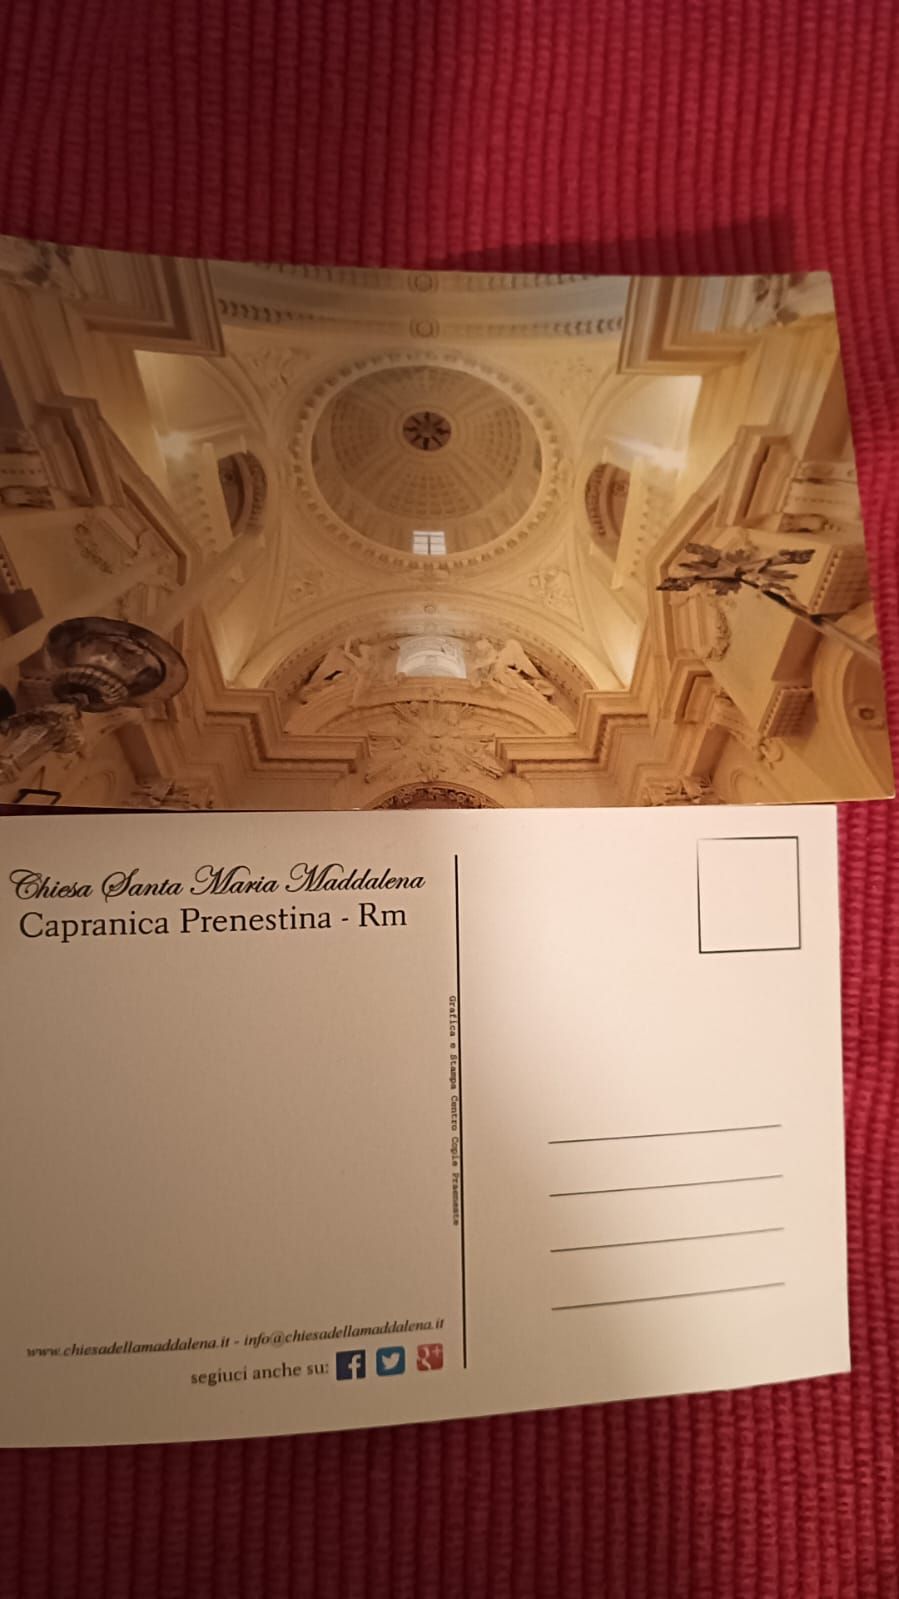 Chiesa Santa Maria Maddalena
Capranica Prenestina - Rm
Grafica e Stampa Centro Copie Praeneste
www.chiesadellamaddalena.it - info@chiesadellamaddalena.it
segiuci anche su: f g+